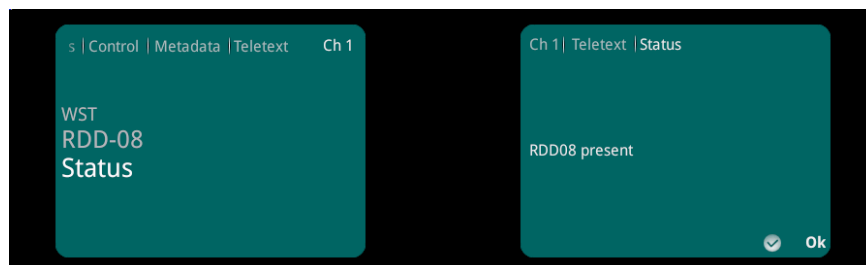 s | Control | Metadata | Teletext Ch 1
WST
RDD-08
Status
Ch 1| Teletext | Status
RDD08 present
Ok